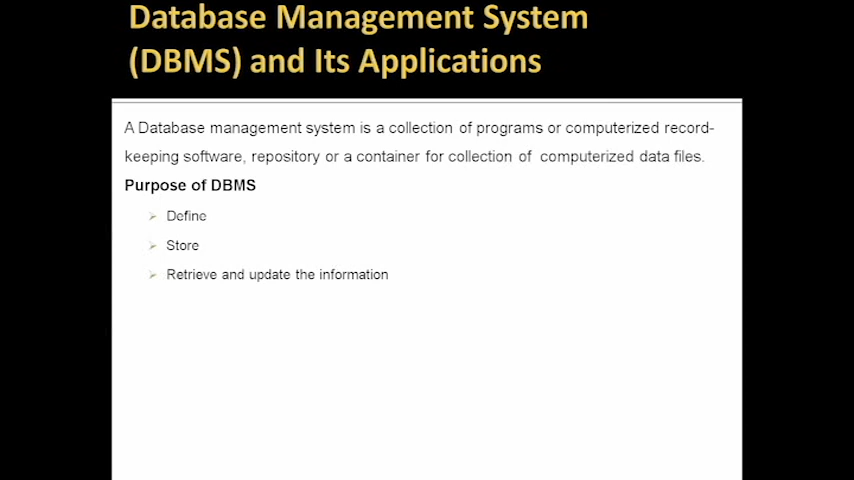 Database Management System
(DBMS) and Its Applications
A Database management system is a collection of programs or computerized record-
keeping software, repository or a container for collection of computerized data files.
Purpose of DBMS
Define
Store
Retrieve and update the information